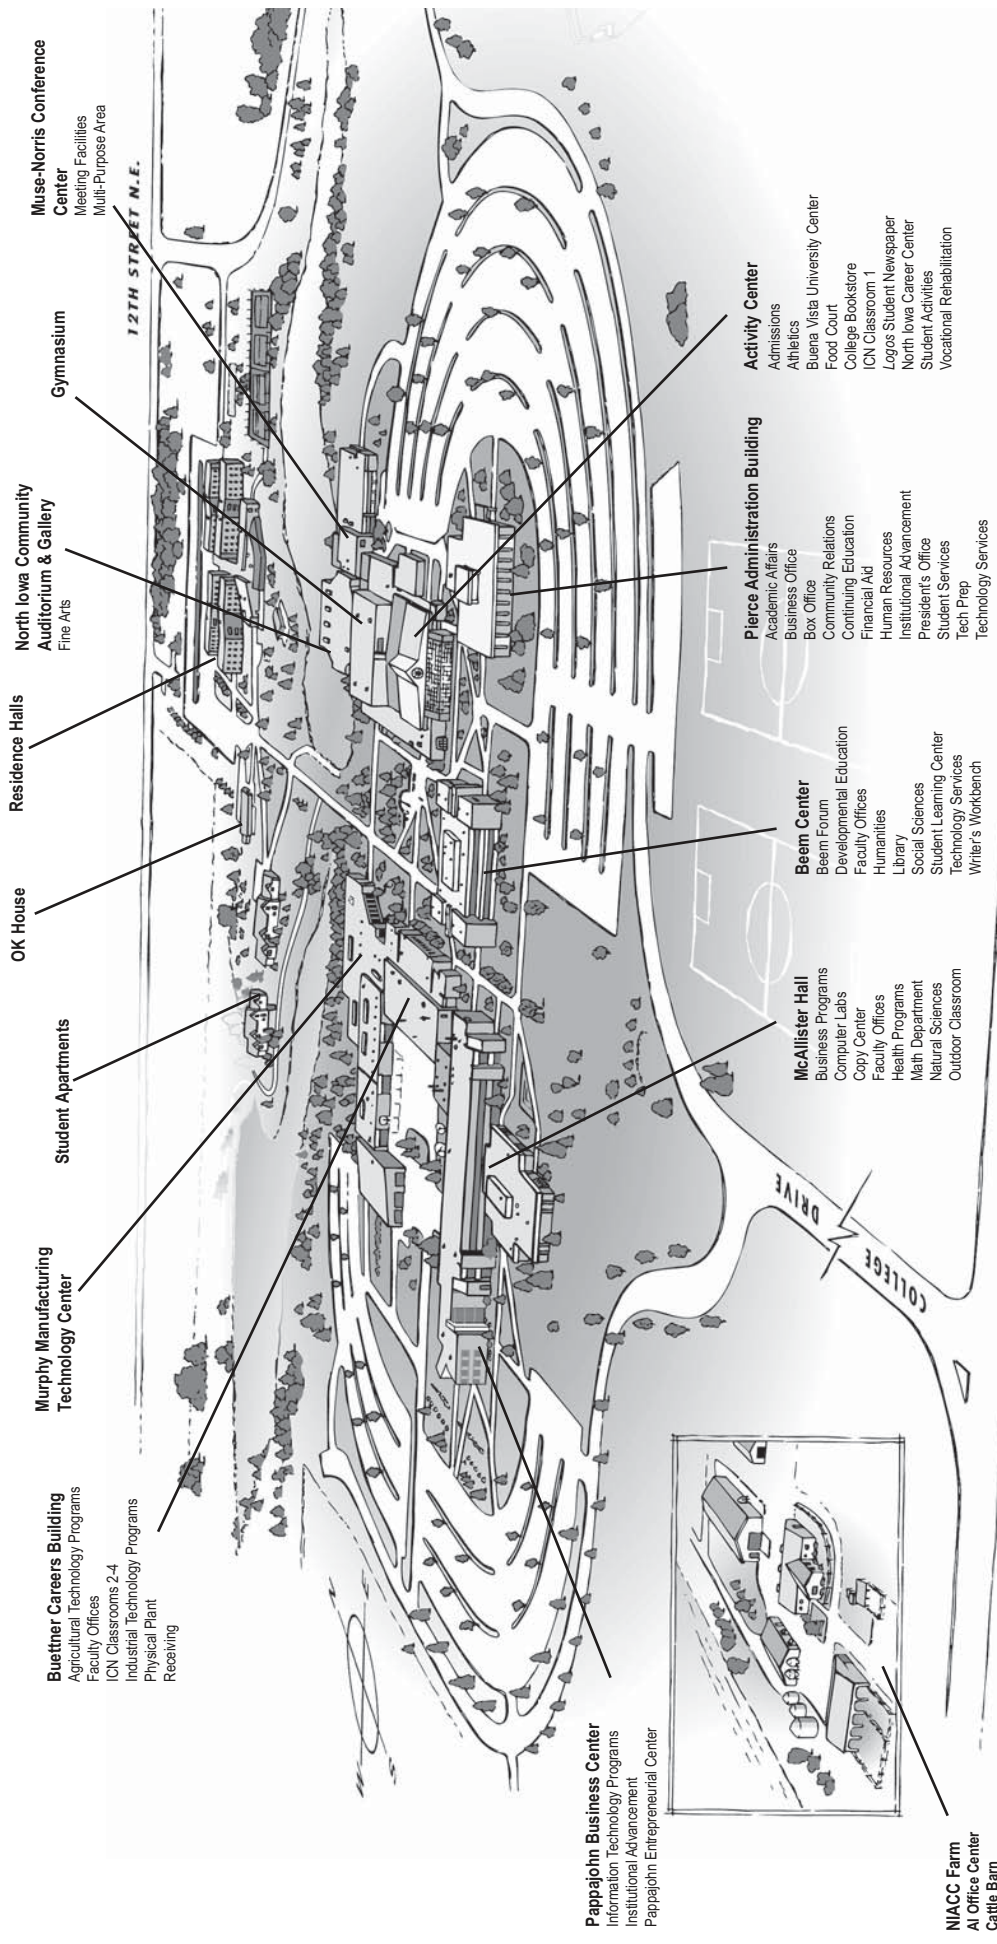 Buettner Careers Building
Agricultural Technology Programs
Faculty Offices
ICN Classrooms 2-4
Industrial Technology Programs
Physical Plant
Receiving
Murphy Manufacturing
Technology Center
Student Apartments
OK House
Residence Halls
North Iowa Community
Auditorium & Gallery
Fine Arts
Gymnasium
Muse-Norris Conference
Center
Meeting Facilities
Multi-Purpose Area
12TH STREET N.E.
Pappajohn Business Center
Information Technology Programs
Institutional Advancement
Pappajohn Entrepreneurial Center
NIACC Farm
AI Office Center
Cattle Barn
COLLEGE DRIVE
McAllister Hall
Business Programs
Computer Labs
Copy Center
Faculty Offices
Health Programs
Math Department
Natural Sciences
Outdoor Classroom
Beem Center
Beem Forum
Developmental Education
Faculty Offices
Humanities
Library
Social Sciences
Student Learning Center
Technology Services
Writer's Workbench
Pierce Administration Building
Academic Affairs
Business Office
Box Office
Community Relations
Continuing Education
Financial Aid
Human Resources
Institutional Advancement
President's Office
Student Services
Tech Prep
Technology Services
Activity Center
Admissions
Athletics
Buena Vista University Center
Food Court
College Bookstore
ICN Classroom 1
Logos Student Newspaper
North Iowa Career Center
Student Activities
Vocational Rehabilitation